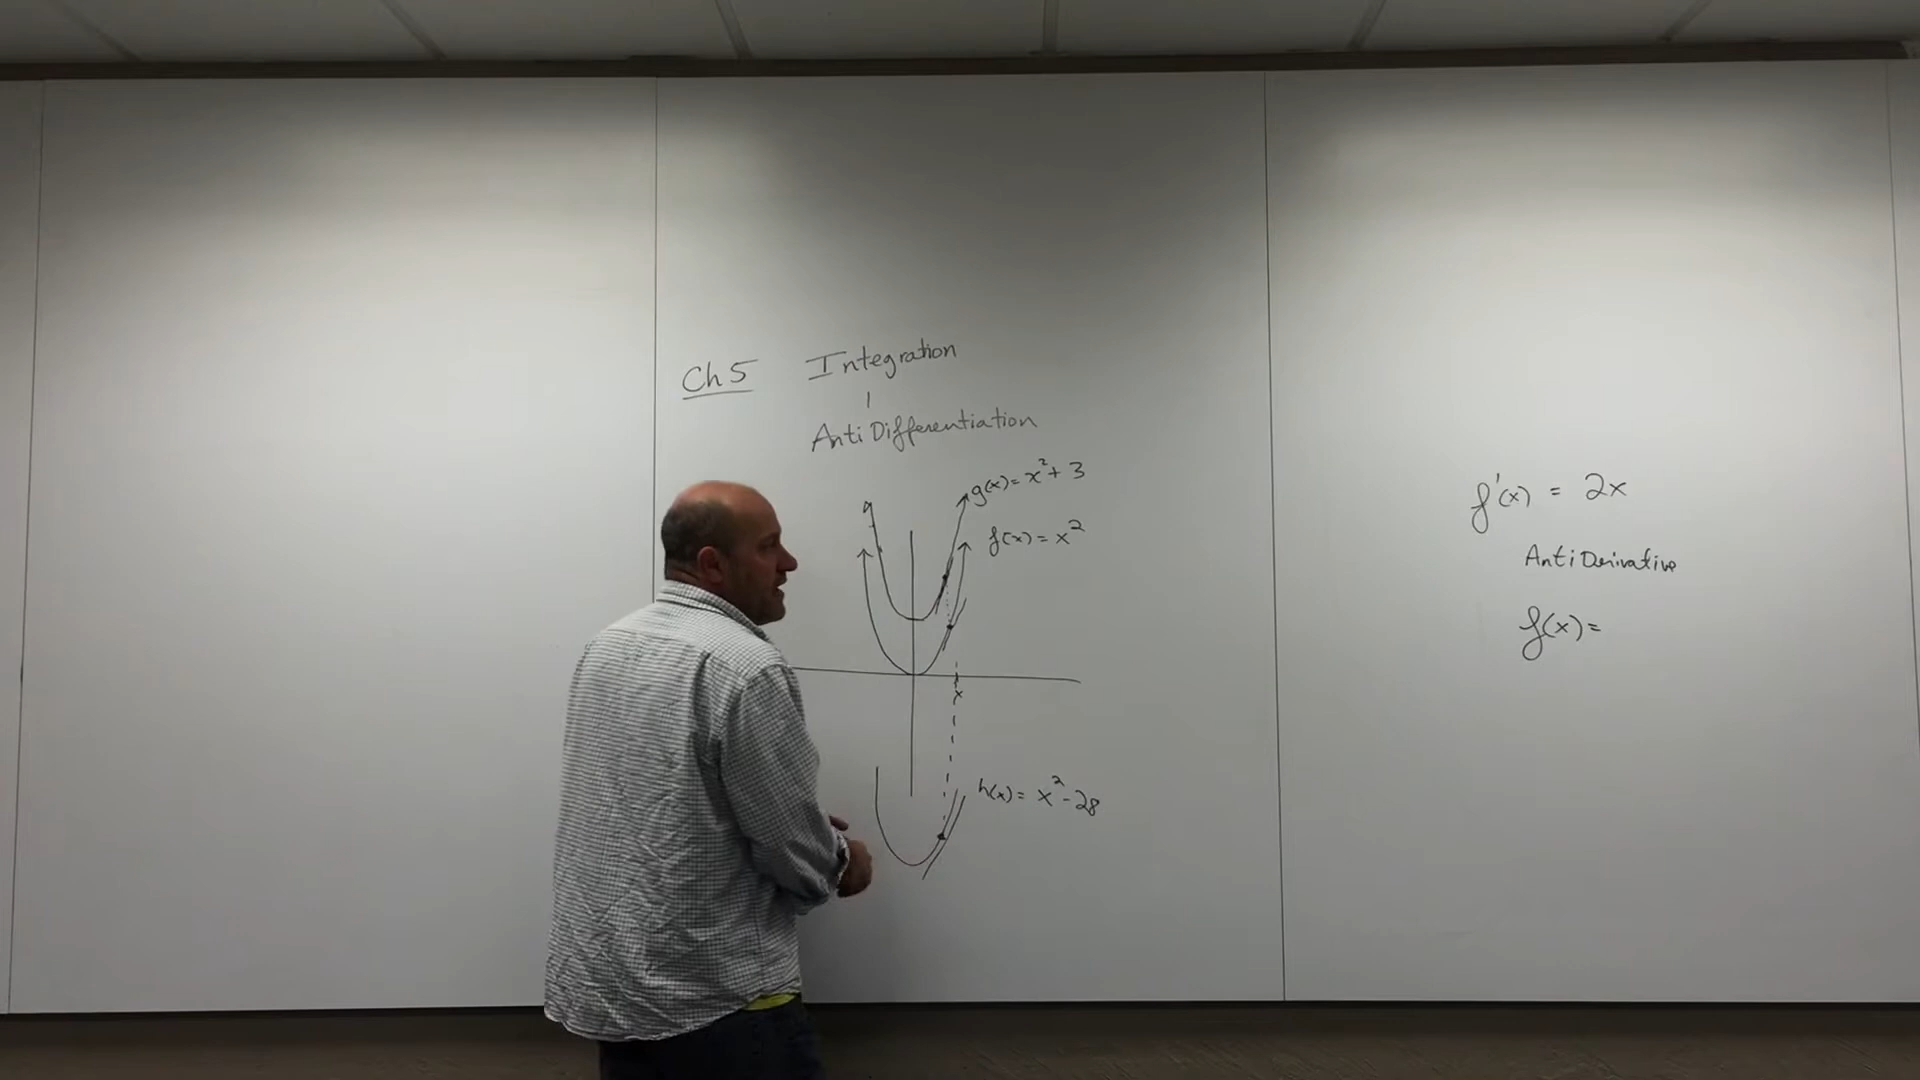 Ch 5 Integration
Anti Differentiation
g(x) = x² + 3
f(x) = x²
x
h(x) = x² - 28
f'(x) = 2x
Anti Derivative
f(x) =